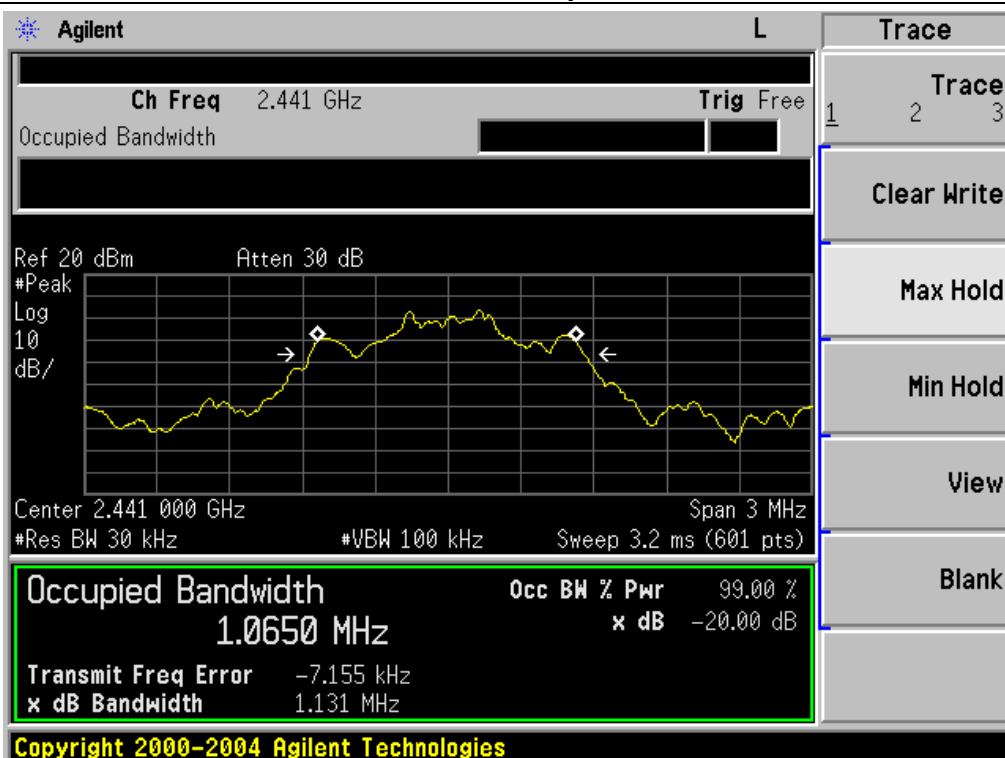 Agilent L Trace
Ch Freq 2.441 GHz Trig Free
Occupied Bandwidth
Trace
1 2 3
Clear Write
Ref 20 dBm Atten 30 dB
#Peak
Log
10
dB/
Max Hold
Min Hold
View
Center 2.441 000 GHz Span 3 MHz
#Res BW 30 kHz #VBW 100 kHz Sweep 3.2 ms (601 pts)
Occupied Bandwidth
1.0650 MHz
Occ BW % Pwr 99.00 %
x dB -20.00 dB
Blank
Transmit Freq Error -7.155 kHz
x dB Bandwidth 1.131 MHz
Copyright 2000-2004 Agilent Technologies